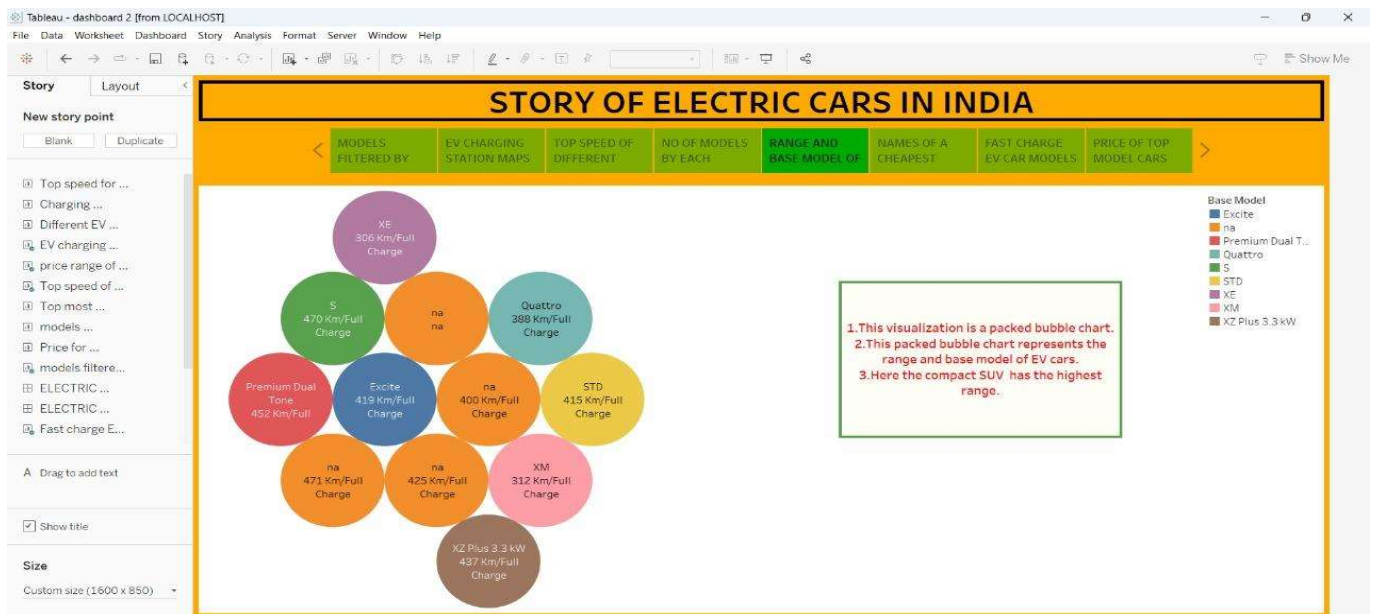 Tableau - dashboard 2 [from LOCALHOST]
File Data Worksheet Dashboard Story Analysis Format Server Window Help
Show Me
Story Layout
New story point
Blank Duplicate
Top speed for ...
Charging ...
Different EV ...
EV charging ...
price range of ...
Top speed of ...
Top most ...
models ...
Price for ...
models filtere...
ELECTRIC ...
ELECTRIC ...
Fast charge E...
A Drag to add text
Show title
Size
Custom size (1600 x 850)
STORY OF ELECTRIC CARS IN INDIA
MODELS
FILTERED BY
EV CHARGING
STATION MAPS
TOP SPEED OF
DIFFERENT
NO OF MODELS
BY EACH
RANGE AND
BASE MODEL OF
NAMES OF A
CHEAPEST
FAST CHARGE
EV CAR MODELS
PRICE OF TOP
MODEL CARS
XE
306 Km/Full
Charge
S
470 Km/Full
Charge
na
na
Quattro
388 Km/Full
Charge
Premium Dual
Tone
452 Km/Full
Excite
419 Km/Full
Charge
na
400 Km/Full
Charge
STD
415 Km/Full
Charge
na
471 Km/Full
Charge
na
425 Km/Full
Charge
XM
312 Km/Full
Charge
XZ Plus 3.3 kW
437 Km/Full
Charge
1.This visualization is a packed bubble chart.
2.This packed bubble chart represents the
range and base model of EV cars.
3.Here the compact SUV has the highest
range.
Base Model
Excite
na
Premium Dual T..
Quattro
S
STD
XE
XM
XZ Plus 3.3 kW